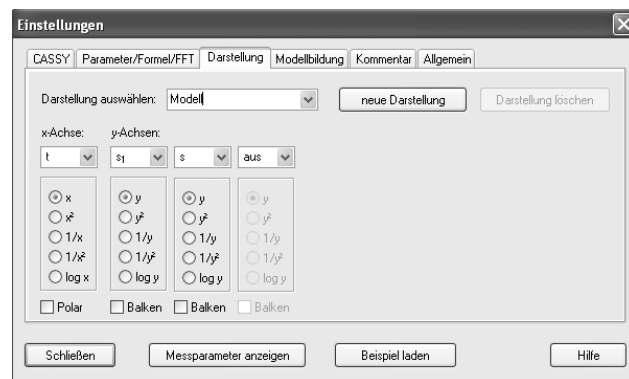 Einstellungen
CASSY Parameter/Formel/FFT Darstellung Modellbildung Kommentar Allgemein
Darstellung auswählen: Modell neue Darstellung Darstellung löschen
x-Achse: y-Achsen:
t s₁ s aus
x y y y
x² y² y² y²
1/x 1/y 1/y 1/y
1/x² 1/y² 1/y² 1/y²
log x log y log y log y
Polar Balken Balken Balken
Schließen Messparameter anzeigen Beispiel laden Hilfe